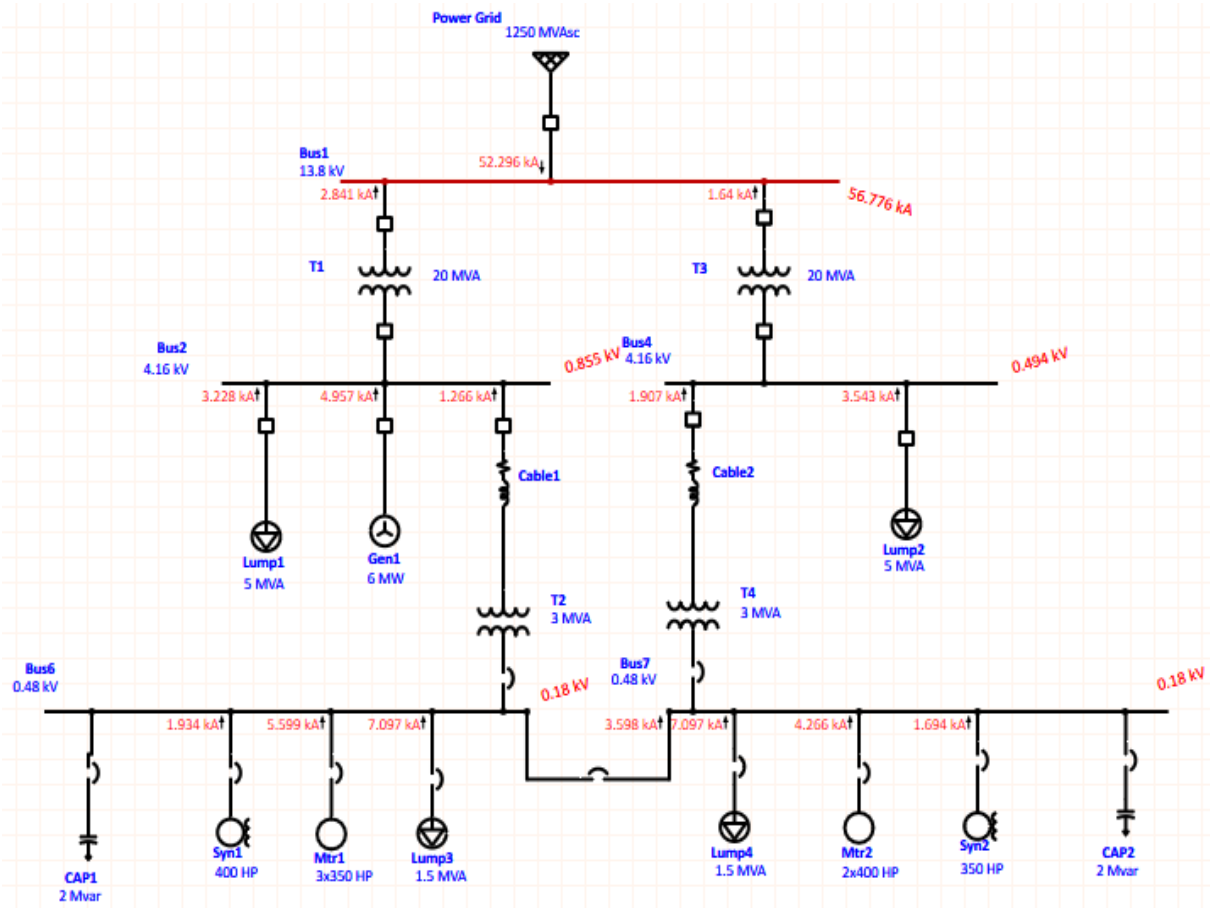 Power Grid
1250 MVAsc
Bus1
13.8 kV
52.296 kA
2.841 kA
1.64 kA
56.776 kA
T1
20 MVA
T3
20 MVA
Bus2
4.16 kV
0.855 kV
Bus4
4.16 kV
0.494 kV
3.228 kA
4.957 kA
1.266 kA
1.907 kA
3.543 kA
Cable1
Cable2
Lump1
5 MVA
Gen1
6 MW
Lump2
5 MVA
T2
3 MVA
T4
3 MVA
Bus6
0.48 kV
0.18 kV
Bus7
0.48 kV
0.18 kV
1.934 kA
5.599 kA
7.097 kA
3.598 kA
7.097 kA
4.266 kA
1.694 kA
CAP1
2 Mvar
Syn1
400 HP
Mtr1
3x350 HP
Lump3
1.5 MVA
Lump4
1.5 MVA
Mtr2
2x400 HP
Syn2
350 HP
CAP2
2 Mvar